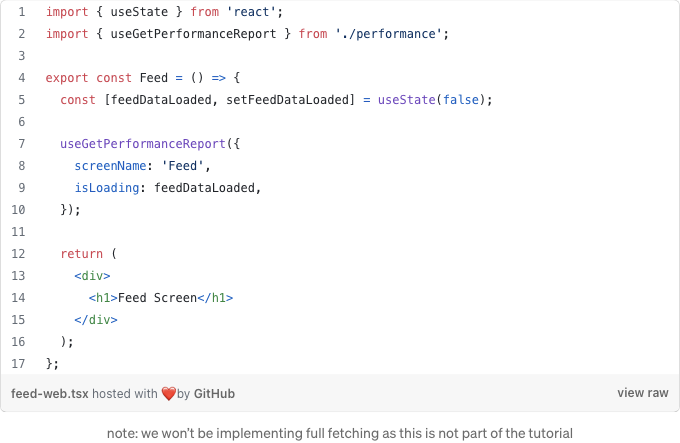 1 import { useState } from 'react';
2 import { useGetPerformanceReport } from './performance';
3
4 export const Feed = () => {
5   const [feedDataLoaded, setFeedDataLoaded] = useState(false);
6
7   useGetPerformanceReport({
8     screenName: 'Feed',
9     isLoading: feedDataLoaded,
10   });
11
12   return (
13     <div>
14       <h1>Feed Screen</h1>
15     </div>
16   );
17 };
feed-web.tsx hosted with ❤️by GitHub view raw
note: we won't be implementing full fetching as this is not part of the tutorial